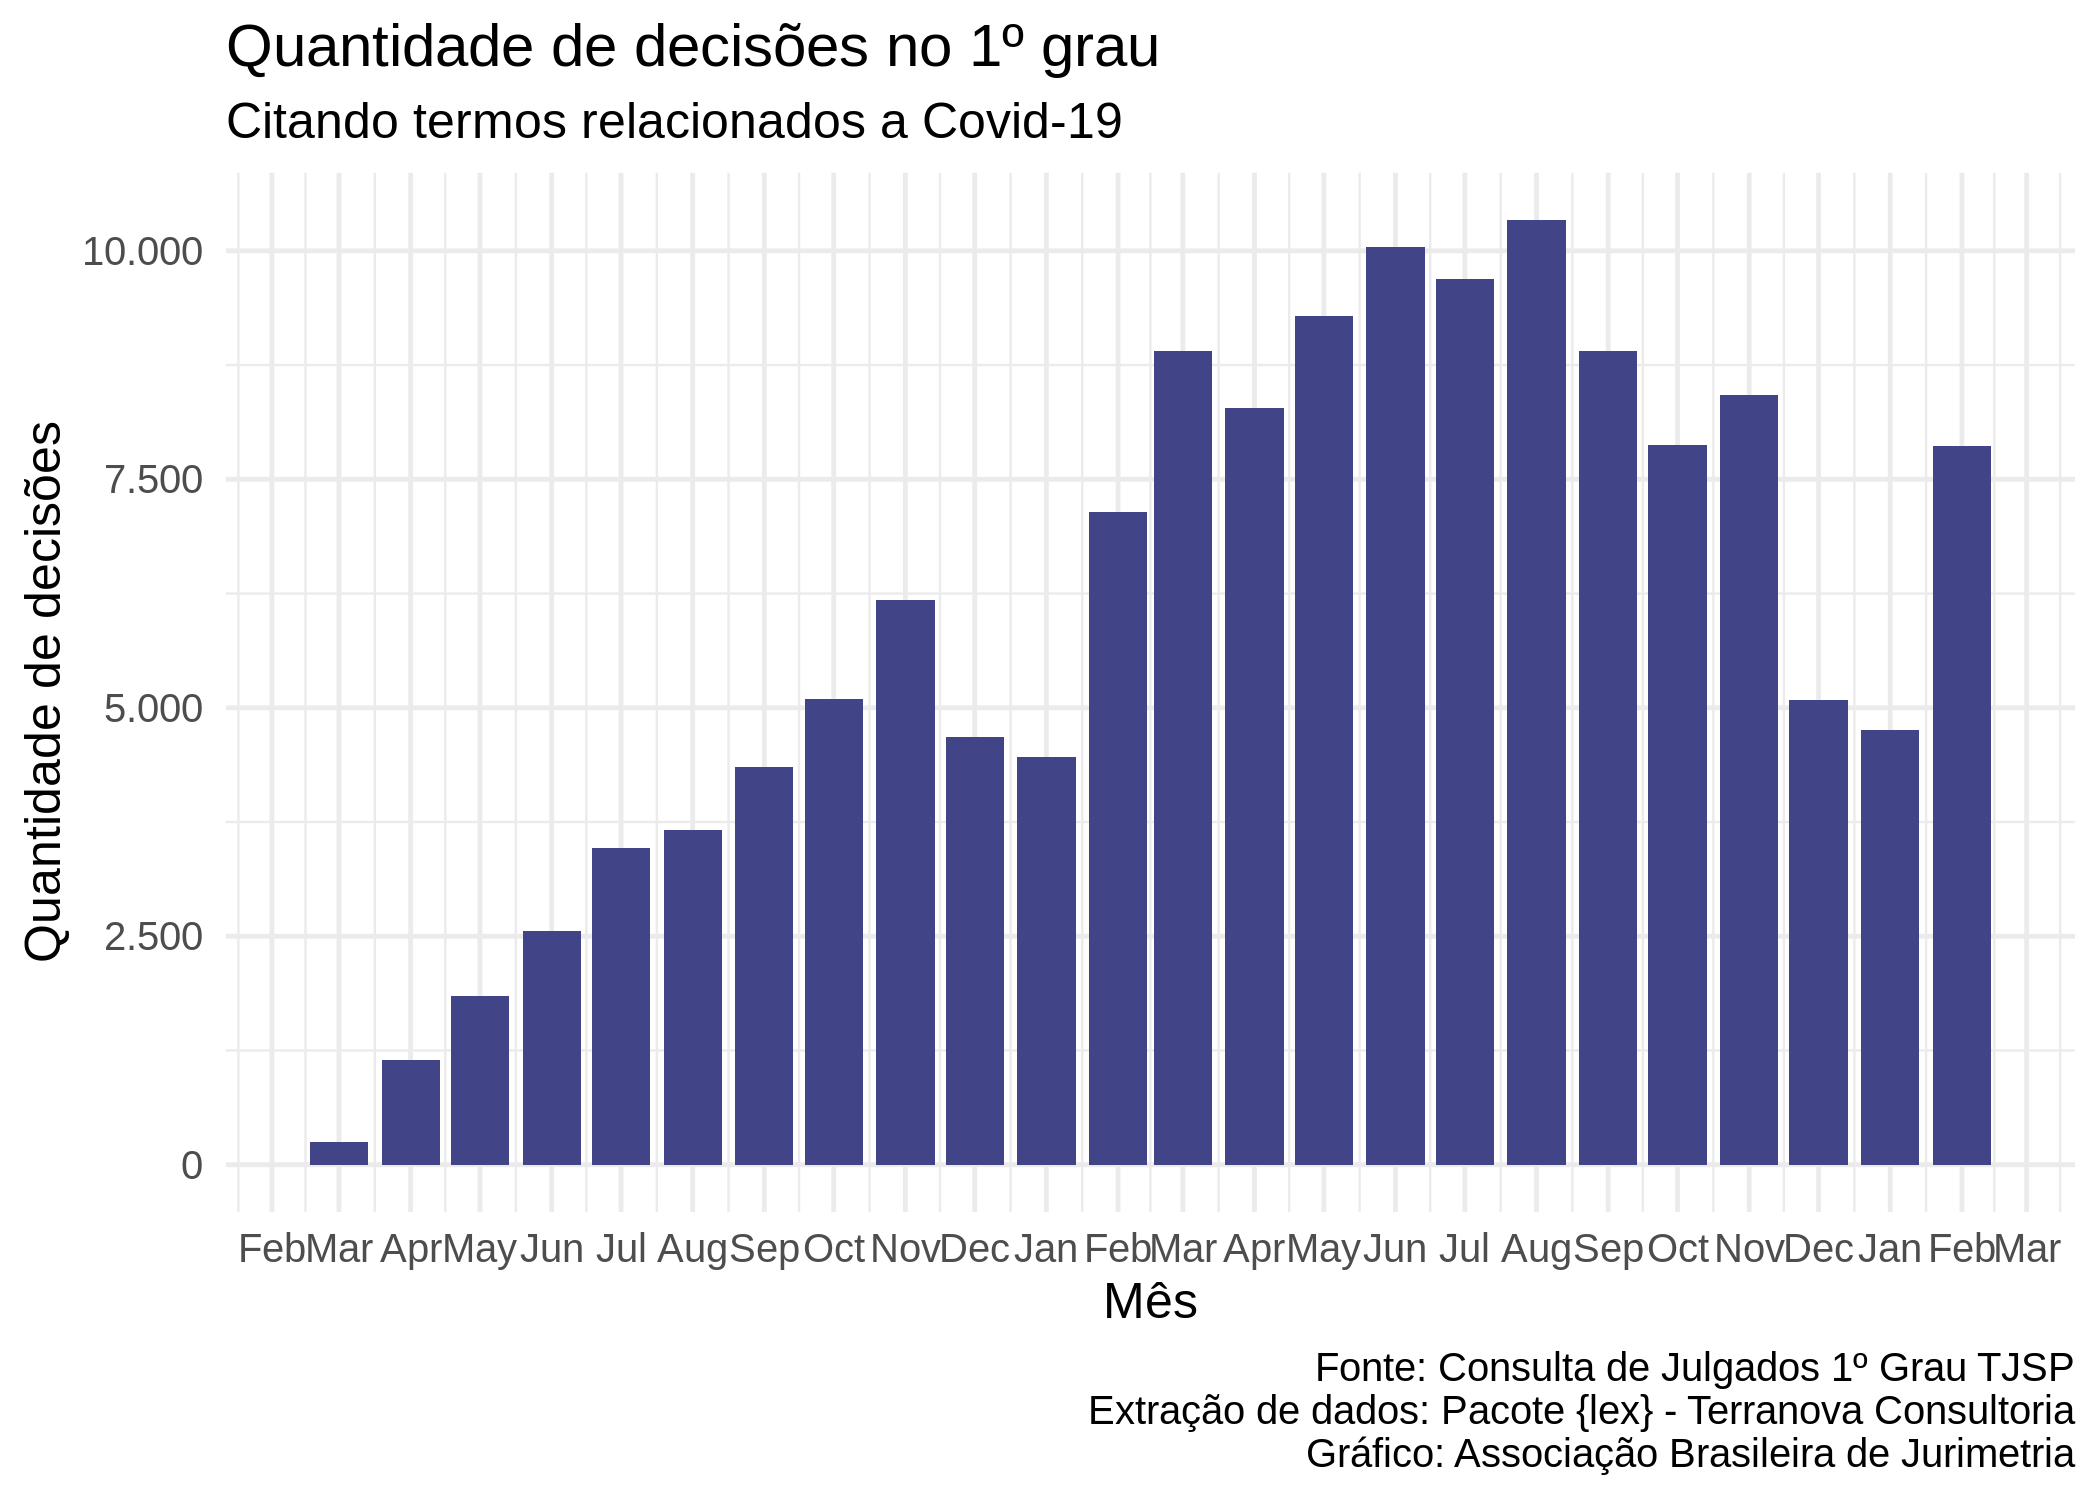 Quantidade de decisões no 1º grau
Citando termos relacionados a Covid-19
Quantidade de decisões
10.000
7.500
5.000
2.500
0
Feb Mar Apr May Jun Jul Aug Sep Oct Nov Dec Jan Feb Mar Apr May Jun Jul Aug Sep Oct Nov Dec Jan Feb Mar
Mês
Fonte: Consulta de Julgados 1º Grau TJSP
Extração de dados: Pacote {lex} - Terranova Consultoria
Gráfico: Associação Brasileira de Jurimetria